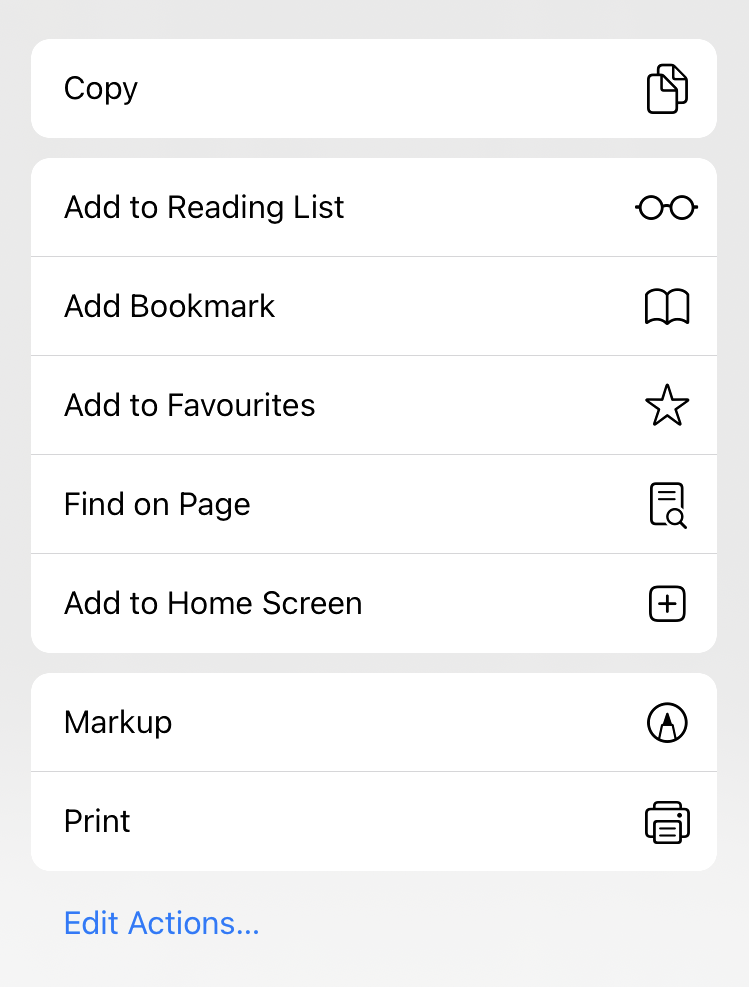 Copy
Add to Reading List
Add Bookmark
Add to Favourites
Find on Page
Add to Home Screen
Markup
Print
Edit Actions...